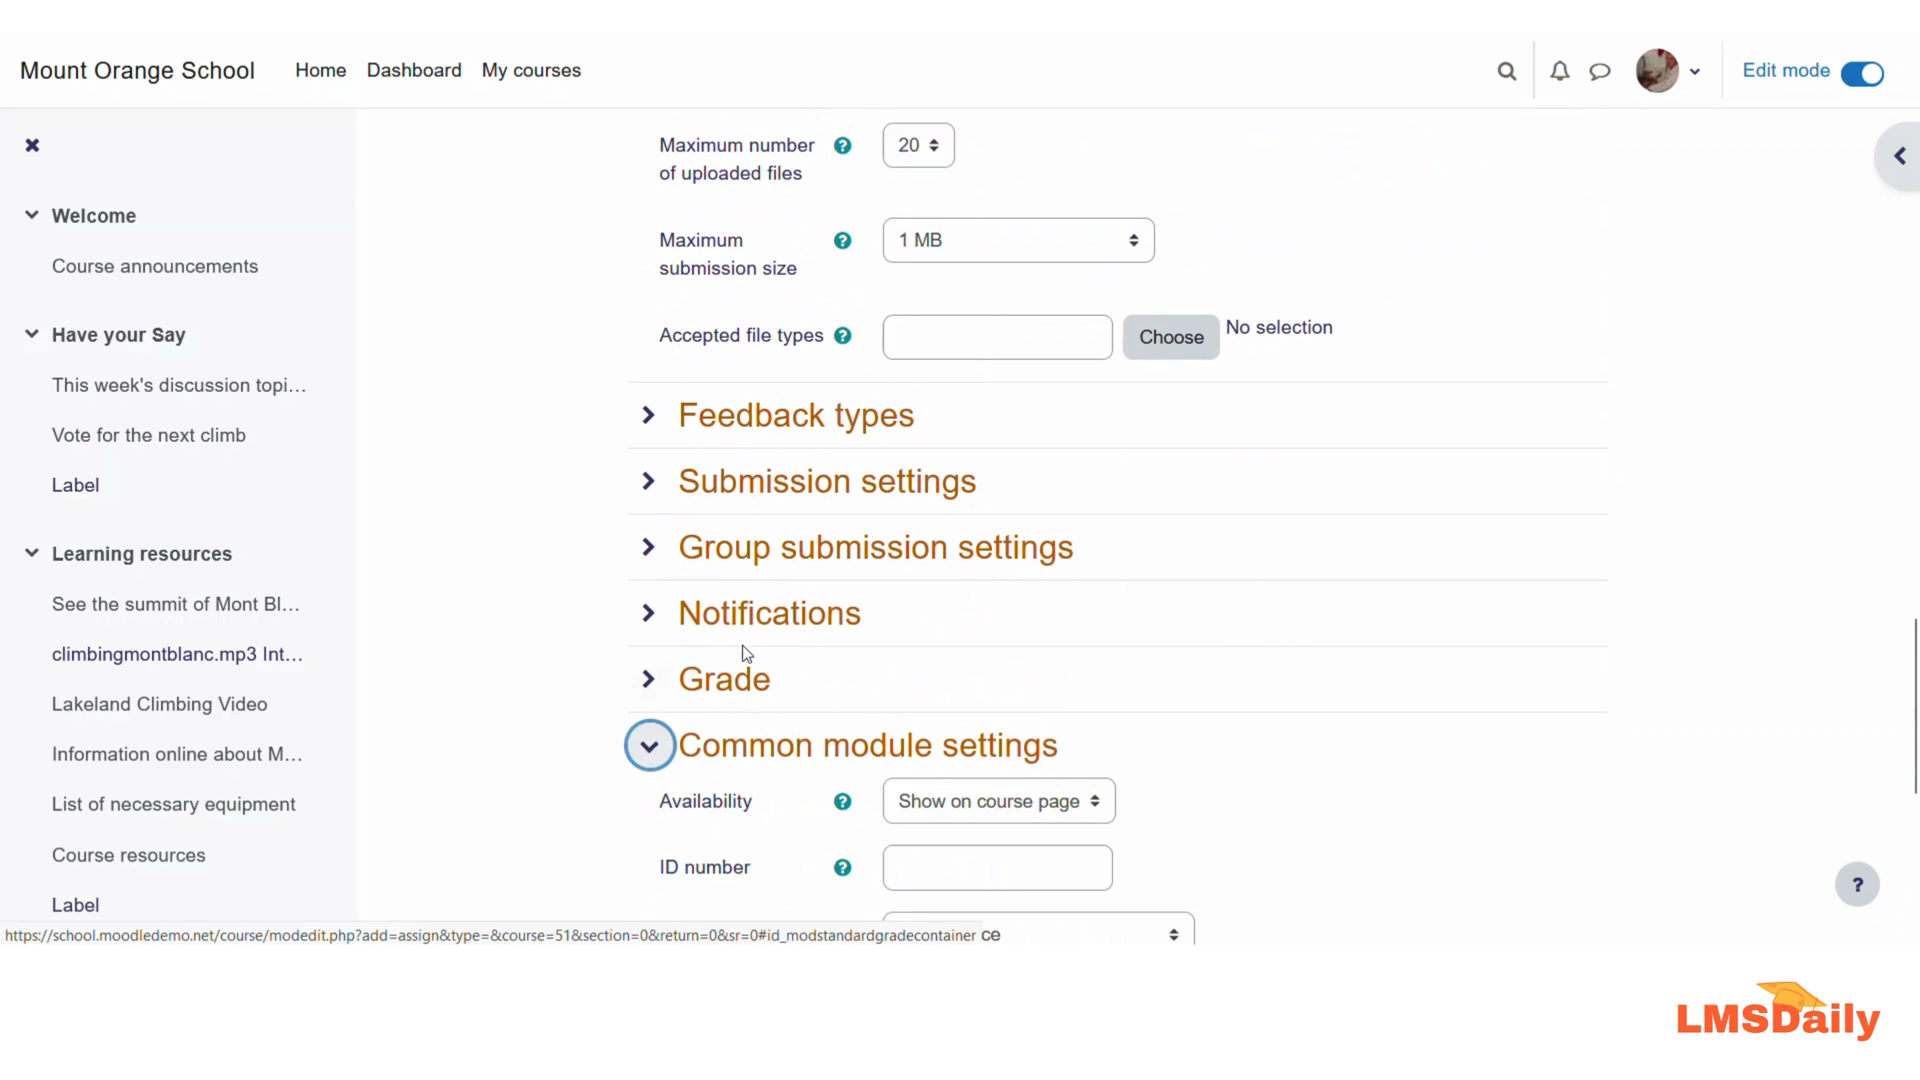 Mount Orange School
Home
Dashboard
My courses
Edit mode
Welcome
Course announcements
Have your Say
This week's discussion topi...
Vote for the next climb
Label
Learning resources
See the summit of Mont Bl...
climbingmontblanc.mp3 Int...
Lakeland Climbing Video
Information online about M...
List of necessary equipment
Course resources
Label
Maximum number
of uploaded files
20
Maximum
submission size
1 MB
Accepted file types
Choose
No selection
Feedback types
Submission settings
Group submission settings
Notifications
Grade
Common module settings
Availability
Show on course page
ID number
https://school.moodledemo.net/course/modedit.php?add=assign&type=&course=51&section=0&return=0&sr=0#id_modstandardgradecontainer
ce
LMSDaily